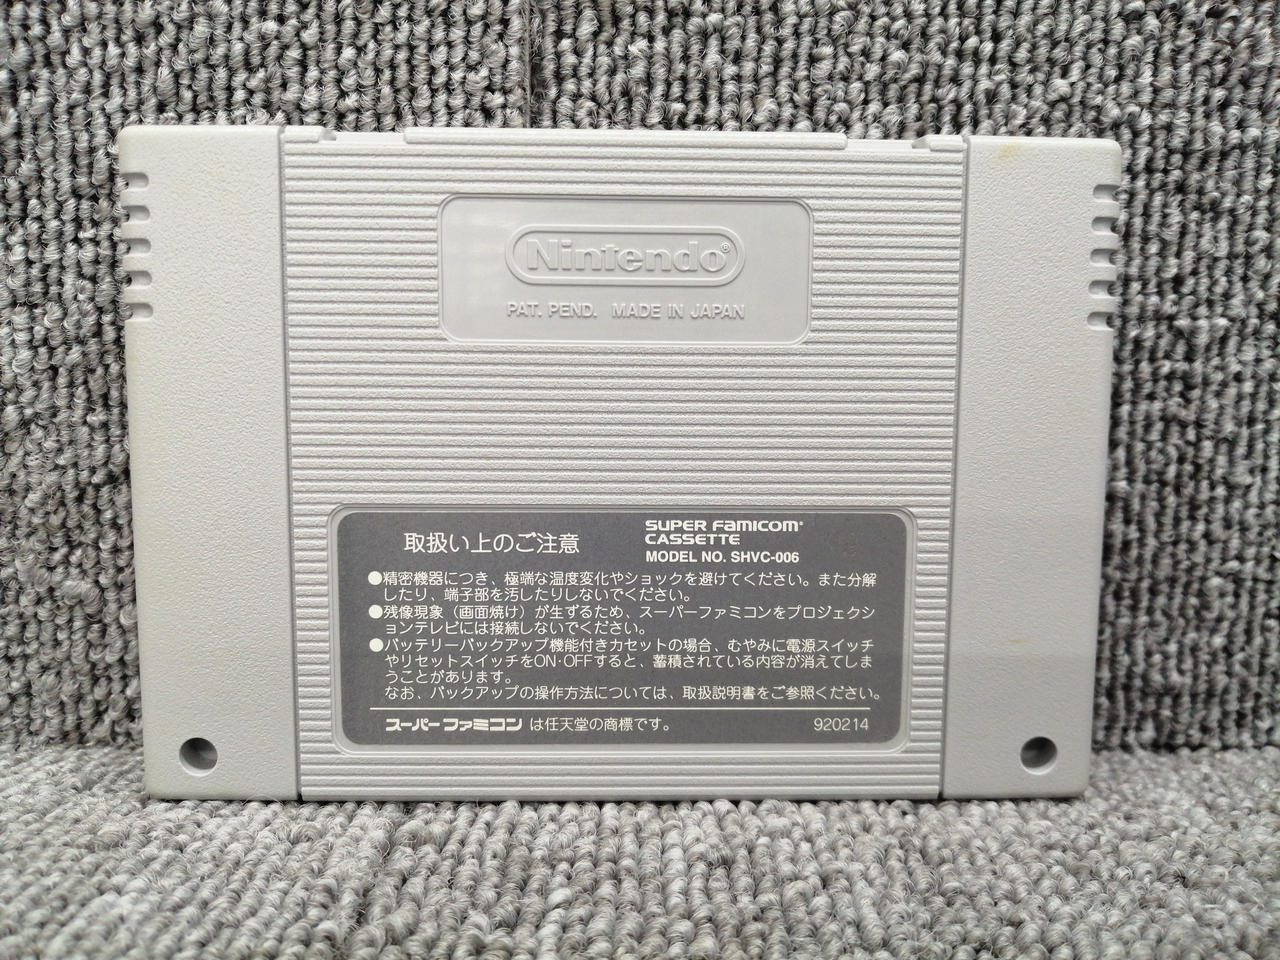 Nintendo®
PAT. PEND. MADE IN JAPAN
取扱い上のご注意
SUPER FAMICOM®
CASSETTE
MODEL NO. SHVC-006
●精密機器につき、極端な温度変化やショックを避けてください。また分解
したり、端子部を汚したりしないでください。
●残像現象（画面焼け）が生ずるため、スーパーファミコンをプロジェクシ
ョンテレビには接続しないでください。
●バッテリーバックアップ機能付きカセットの場合、むやみに電源スイッチ
やリセットスイッチをON·OFFすると、蓄積されている内容が消えてしま
うことがあります。
なお、バックアップの操作方法については、取扱説明書をご参照ください。
スーパーファミコン は任天堂の商標です。
920214